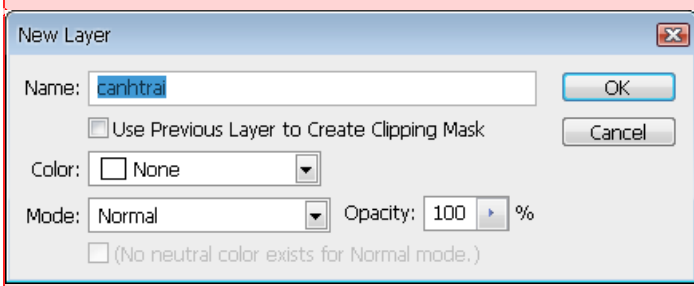 New Layer
Name: canhtrai OK
Use Previous Layer to Create Clipping Mask Cancel
Color: None
Mode: Normal Opacity: 100 %
(No neutral color exists for Normal mode.)